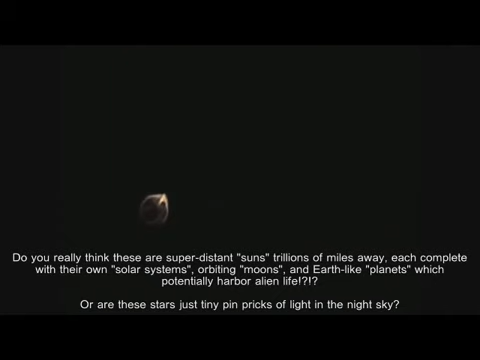 Do you really think these are super-distant "suns" trillions of miles away, each complete
with their own "solar systems", orbiting "moons", and Earth-like "planets" which
potentially harbor alien life!?!?
Or are these stars just tiny pin pricks of light in the night sky?